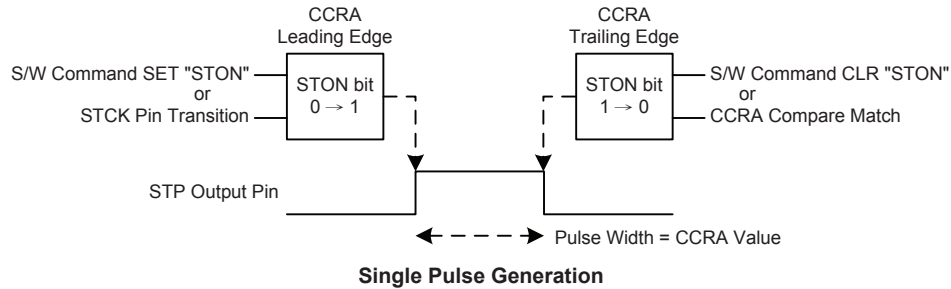 CCRA
Leading Edge
S/W Command SET "STON"
or
STCK Pin Transition
STON bit
0 → 1
CCRA
Trailing Edge
STON bit
1 → 0
S/W Command CLR "STON"
or
CCRA Compare Match
STP Output Pin
Pulse Width = CCRA Value
Single Pulse Generation